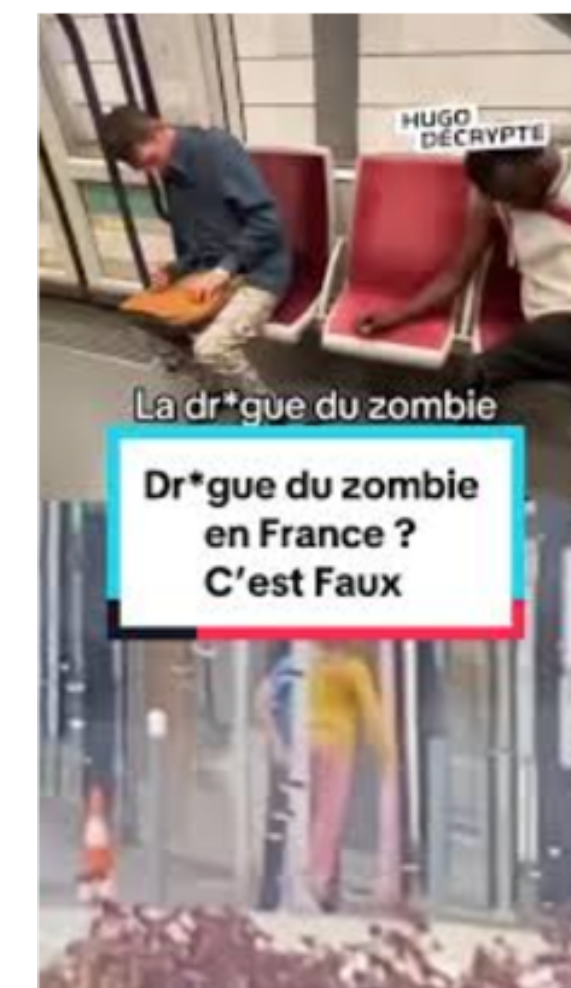 HUGO
DÉCRYPTE
La dr*gue du zombie
Dr*gue du zombie
en France ?
C'est Faux